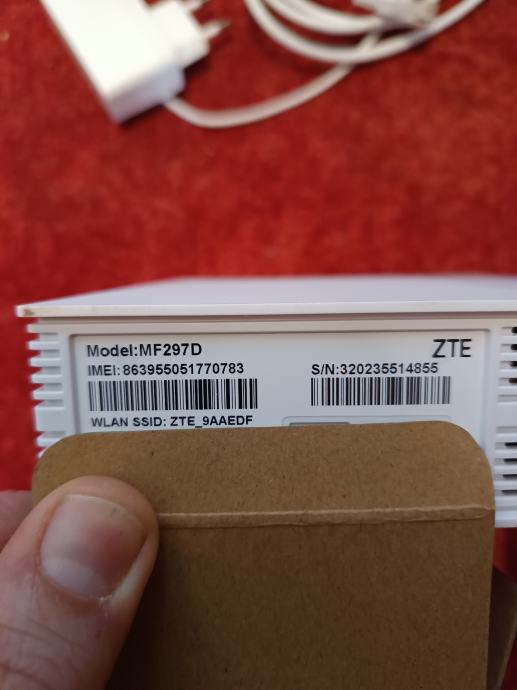 Model:MF297D
ZTE
IMEI: 863955051770783
S/N:320235514855
WLAN SSID: ZTE_9AAEDF